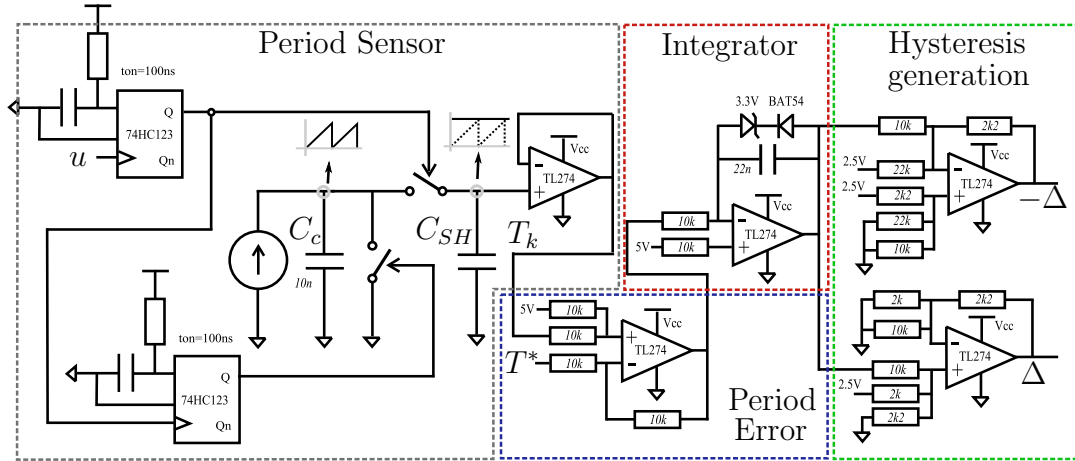 Period Sensor
ton=100ns
Q
74HC123
Qn
u
C_c
10n
C_SH
T_k
-
+
Vcc
TL274
ton=100ns
Q
74HC123
Qn
Integrator
3.3V BAT54
22n
10k
5V 10k
-
+
Vcc
TL274
5V 10k
10k
T* 10k
+
-
Vcc
TL274
10k
Period
Error
Hysteresis
generation
10k
2k2
2.5V 22k
2.5V 2k2
22k
10k
-
+
Vcc
TL274
−Δ
2k
2k2
10k
10k
2.5V 2k
2k2
-
+
Vcc
TL274
Δ